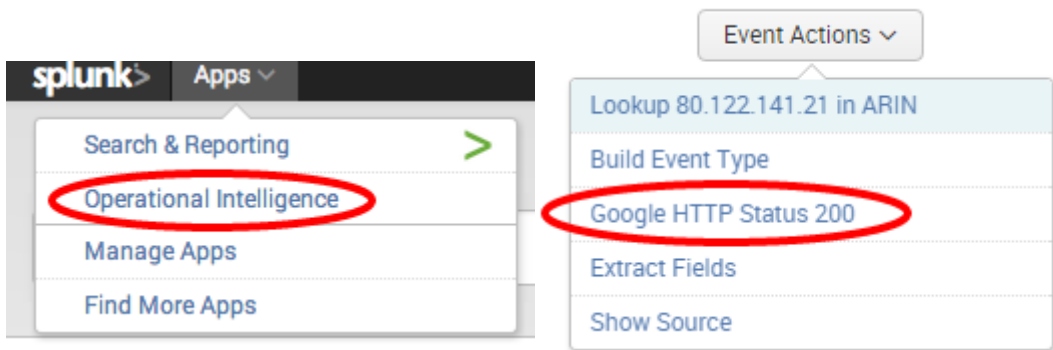 splunk> Apps
Search & Reporting >
Operational Intelligence
Manage Apps
Find More Apps
Event Actions
Lookup 80.122.141.21 in ARIN
Build Event Type
Google HTTP Status 200
Extract Fields
Show Source